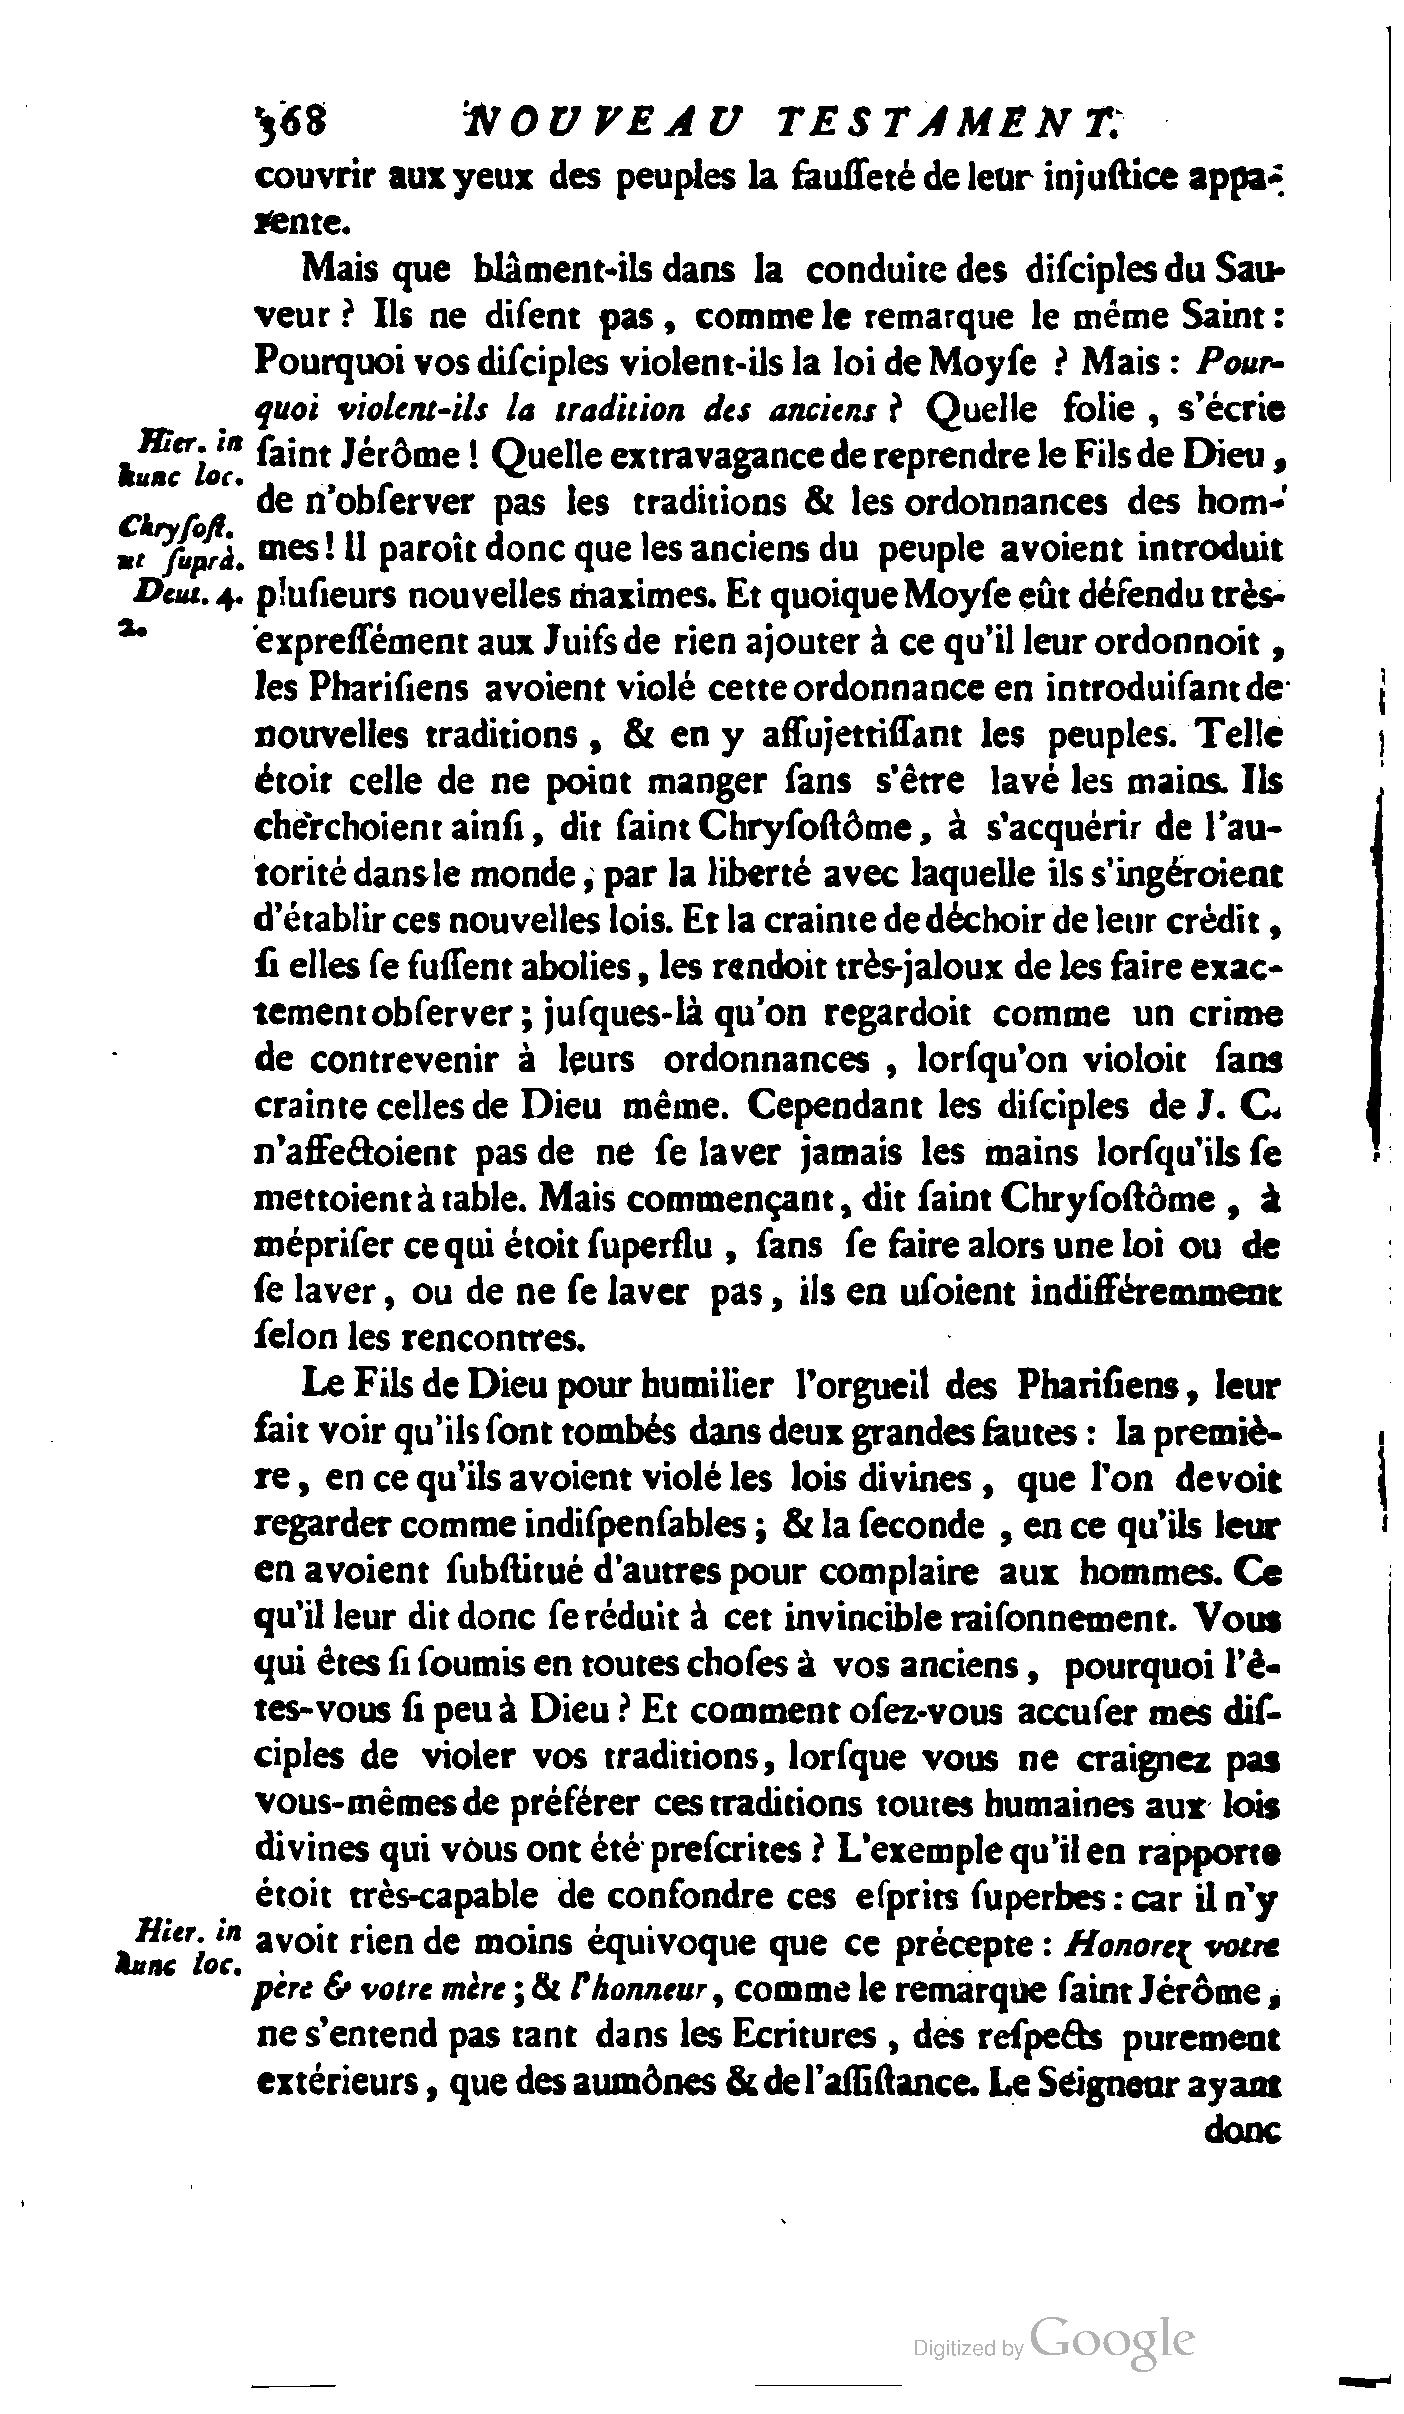 368 NOUVEAU TESTAMENT.
couvrir aux yeux des peuples la fauſſeté de leur injuſtice appa-
rente.
Mais que blâment-ils dans la conduite des diſciples du Sau-
veur ? Ils ne diſent pas , comme le remarque le même Saint :
Pourquoi vos diſciples violent-ils la loi de Moyſe ? Mais : Pour-
quoi violent-ils la tradition des anciens ? Quelle folie , s'écrie
Hier. in
hunc loc.
ſaint Jérôme ! Quelle extravagance de reprendre le Fils de Dieu ,
de n'obſerver pas les traditions & les ordonnances des hom-
Chryſoſt.
ut ſuprà.
mes ! Il paroît donc que les anciens du peuple avoient introduit
Deut. 4.
2.
pluſieurs nouvelles maximes. Et quoique Moyſe eût défendu très-
expreſſément aux Juifs de rien ajouter à ce qu'il leur ordonnoit ,
les Phariſiens avoient violé cette ordonnance en introduiſant de
nouvelles traditions , & en y aſſujettiſſant les peuples. Telle
étoit celle de ne point manger ſans s'être lavé les mains. Ils
cherchoient ainſi , dit ſaint Chryſoſtôme , à s'acquérir de l'au-
torité dans le monde , par la liberté avec laquelle ils s'ingéroient
d'établir ces nouvelles lois. Et la crainte de déchoir de leur crédit ,
ſi elles ſe fuſſent abolies , les rendoit très-jaloux de les faire exac-
tement obſerver ; juſques-là qu'on regardoit comme un crime
de contrevenir à leurs ordonnances , lorſqu'on violoit ſans
crainte celles de Dieu même. Cependant les diſciples de J. C.
n'affectoient pas de ne ſe laver jamais les mains lorſqu'ils ſe
mettoient à table. Mais commençant , dit ſaint Chryſoſtôme , à
mépriſer ce qui étoit ſuperflu , ſans ſe faire alors une loi ou de
ſe laver , ou de ne ſe laver pas , ils en uſoient indifféremment
ſelon les rencontres.
Le Fils de Dieu pour humilier l'orgueil des Phariſiens , leur
fait voir qu'ils ſont tombés dans deux grandes fautes : la premiè-
re , en ce qu'ils avoient violé les lois divines , que l'on devoit
regarder comme indiſpenſables ; & la ſeconde , en ce qu'ils leur
en avoient ſubſtitué d'autres pour complaire aux hommes. Ce
qu'il leur dit donc ſe réduit à cet invincible raiſonnement. Vous
qui êtes ſi ſoumis en toutes choſes à vos anciens , pourquoi l'ê-
tes-vous ſi peu à Dieu ? Et comment oſez-vous accuſer mes diſ-
ciples de violer vos traditions , lorſque vous ne craignez pas
vous-mêmes de préférer ces traditions toutes humaines aux lois
divines qui vous ont été preſcrites ? L'exemple qu'il en rapporte
étoit très-capable de confondre ces eſprits ſuperbes : car il n'y
Hier. in
hunc loc.
avoit rien de moins équivoque que ce précepte : Honorez votre
père & votre mère ; & l'honneur , comme le remarque ſaint Jérôme ,
ne s'entend pas tant dans les Ecritures , des reſpects purement
extérieurs , que des aumônes & de l'aſſiſtance. Le Seigneur ayant
donc
Digitized by Google